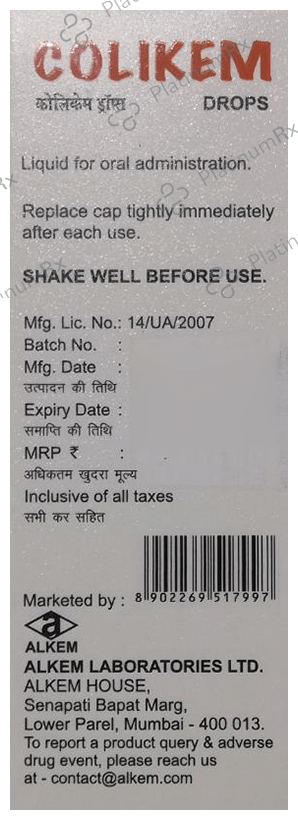 COLIKEM
कोलिकेम ड्रॉप्स DROPS
Liquid for oral administration.
Replace cap tightly immediately
after each use.
SHAKE WELL BEFORE USE.
Mfg. Lic. No.: 14/UA/2007
Batch No. :
Mfg. Date :
उत्पादन की तिथि
Expiry Date :
समाप्ति की तिथि
MRP ₹ :
अधिकतम खुदरा मूल्य
Inclusive of all taxes
सभी कर सहित
8 902269 517997
Marketed by :
a
ALKEM
ALKEM LABORATORIES LTD.
ALKEM HOUSE,
Senapati Bapat Marg,
Lower Parel, Mumbai - 400 013.
To report a product query & adverse
drug event, please reach us
at - contact@alkem.com
PlatinumRx